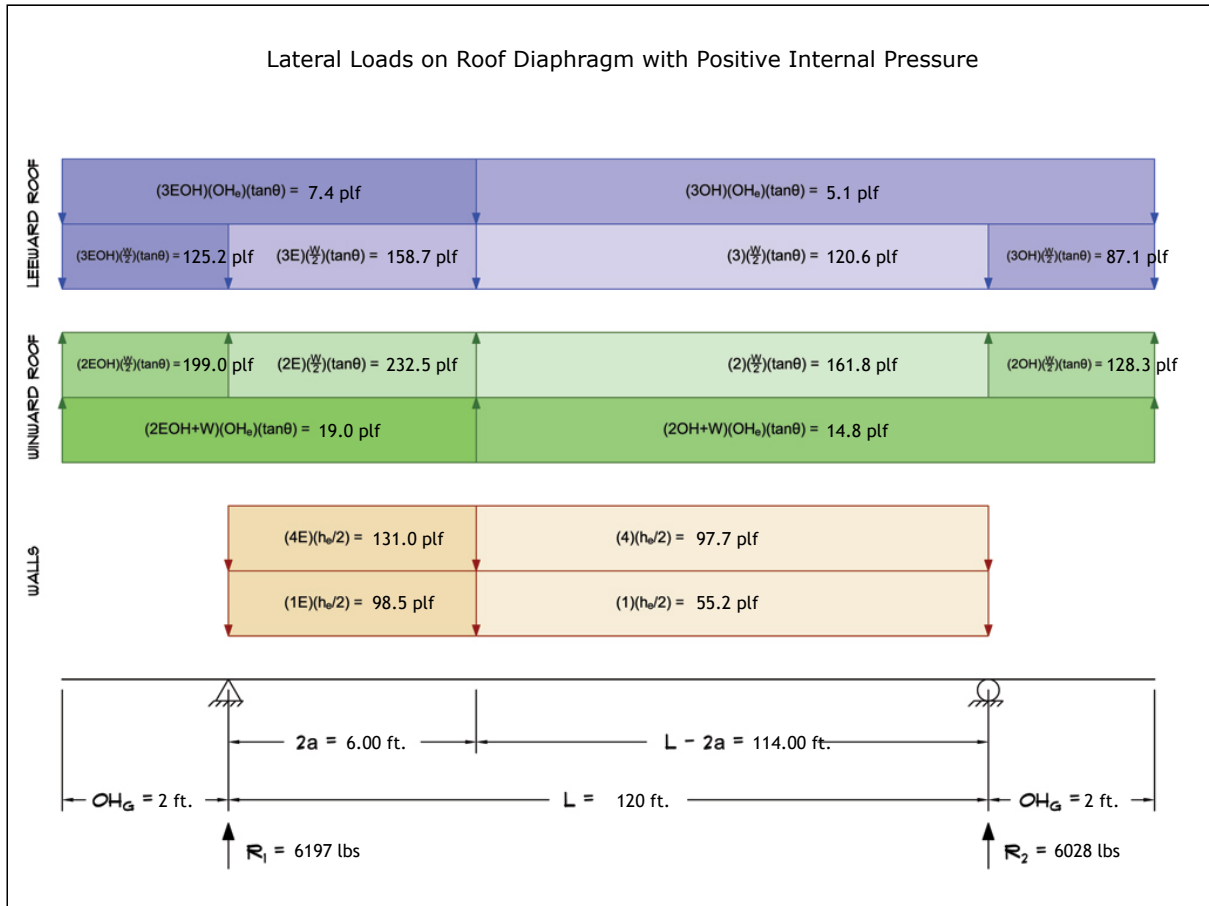 Lateral Loads on Roof Diaphragm with Positive Internal Pressure
LEEWARD ROOF
(3EOH)(OHₑ)(tanθ) = 7.4 plf
(3OH)(OHₑ)(tanθ) = 5.1 plf
(3EOH)(W/2)(tanθ) = 125.2 plf
(3E)(W/2)(tanθ) = 158.7 plf
(3)(W/2)(tanθ) = 120.6 plf
(3OH)(W/2)(tanθ) = 87.1 plf
WINWARD ROOF
(2EOH)(W/2)(tanθ) = 199.0 plf
(2E)(W/2)(tanθ) = 232.5 plf
(2)(W/2)(tanθ) = 161.8 plf
(2OH)(W/2)(tanθ) = 128.3 plf
(2EOH+W)(OHₑ)(tanθ) = 19.0 plf
(2OH+W)(OHₑ)(tanθ) = 14.8 plf
WALLS
(4E)(hₑ/2) = 131.0 plf
(4)(hₑ/2) = 97.7 plf
(1E)(hₑ/2) = 98.5 plf
(1)(hₑ/2) = 55.2 plf
2a = 6.00 ft.
L - 2a = 114.00 ft.
OH_G = 2 ft.
L = 120 ft.
OH_G = 2 ft.
R₁ = 6197 lbs
R₂ = 6028 lbs